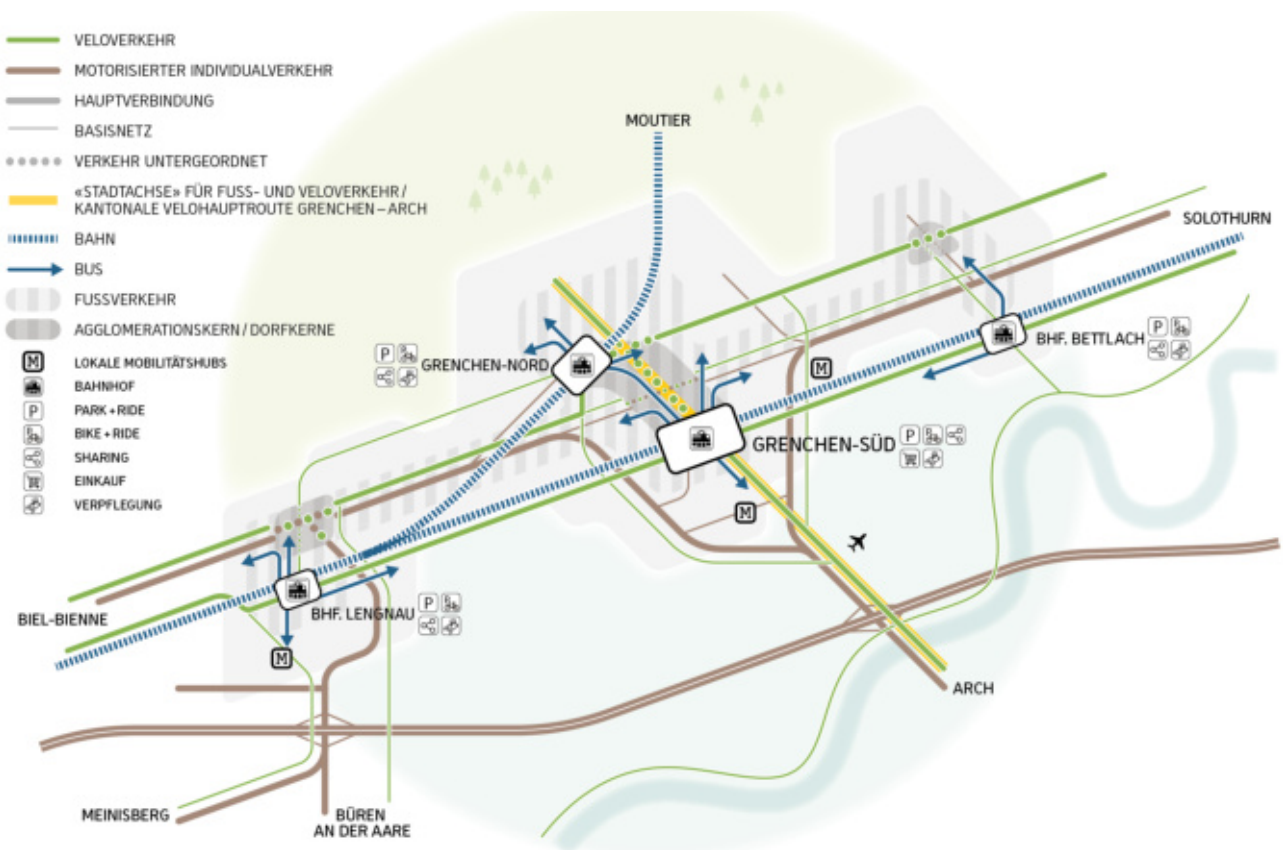 VELOVERKEHR
MOTORISIERTER INDIVIDUALVERKEHR
HAUPTVERBINDUNG
BASISNETZ
VERKEHR UNTERGEORDNET
«STADTACHSE» FÜR FUSS- UND VELOVERKEHR /
KANTONALE VELOHAUPTROUTE GRENCHEN – ARCH
BAHN
BUS
FUSSVERKEHR
AGGLOMERATIONSKERN / DORFKERNE
M LOKALE MOBILITÄTSHUBS
BAHNHOF
P PARK + RIDE
BIKE + RIDE
SHARING
EINKAUF
VERPFLEGUNG
MOUTIER
SOLOTHURN
P
BHF. BETTLACH
P
GRENCHEN-NORD
M
GRENCHEN-SÜD
P
M
BIEL-BIENNE
BHF. LENGNAU
P
M
ARCH
MEINISBERG
BÜREN
AN DER AARE